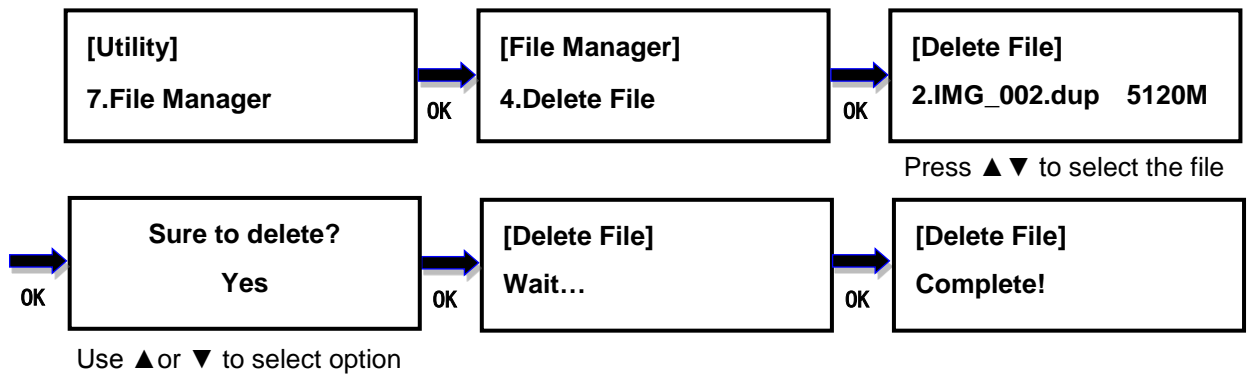 [Utility]
7.File Manager
OK
[File Manager]
4.Delete File
OK
[Delete File]
2.IMG_002.dup 5120M
Press ▲▼ to select the file
OK
Sure to delete?
Yes
Use ▲or ▼ to select option
OK
[Delete File]
Wait…
OK
[Delete File]
Complete!